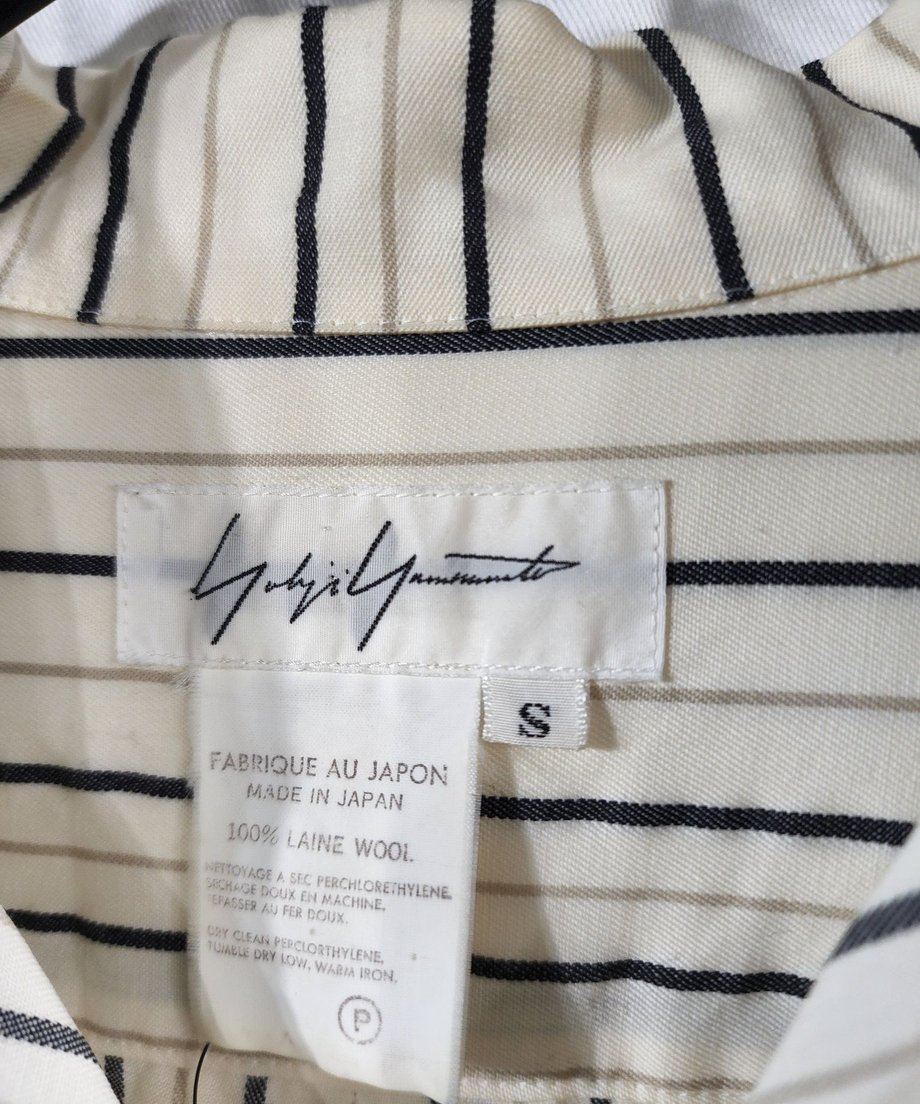 Yohji Yamamoto
S
FABRIQUE AU JAPON
MADE IN JAPAN
100% LAINE WOOL
NETTOYAGE A SEC PERCHLORETHYLENE.
SECHAGE DOUX EN MACHINE.
REPASSER AU FER DOUX.
DRY CLEAN PERCLORTHYLENE,
TUMBLE DRY LOW, WARM IRON.
P